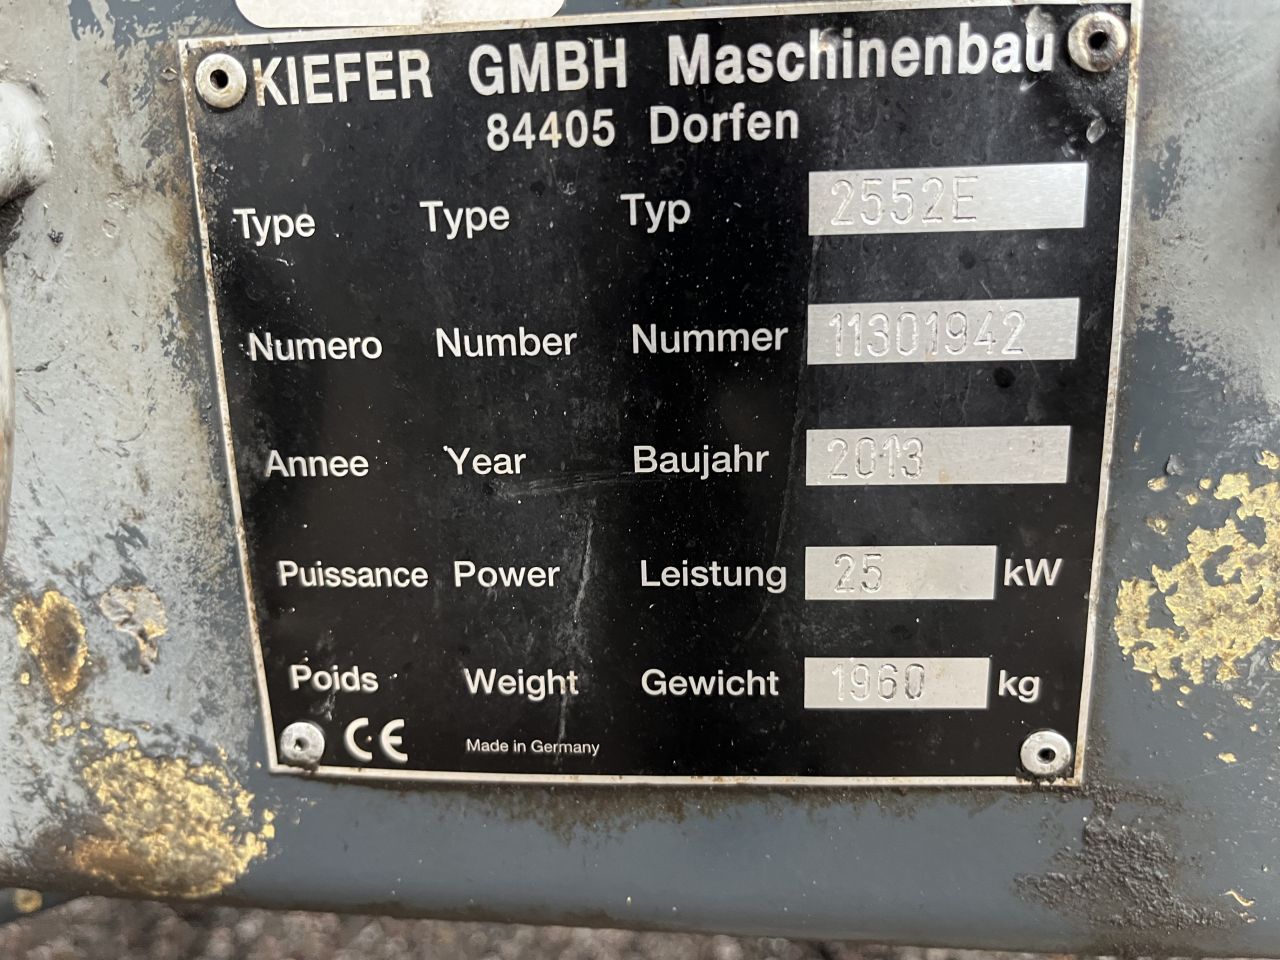 KIEFER GMBH Maschinenbau
84405 Dorfen
Type Type Typ 2552E
Numero Number Nummer 11301942
Annee Year Baujahr 2013
Puissance Power Leistung 25 kW
Poids Weight Gewicht 1960 kg
CE Made in Germany